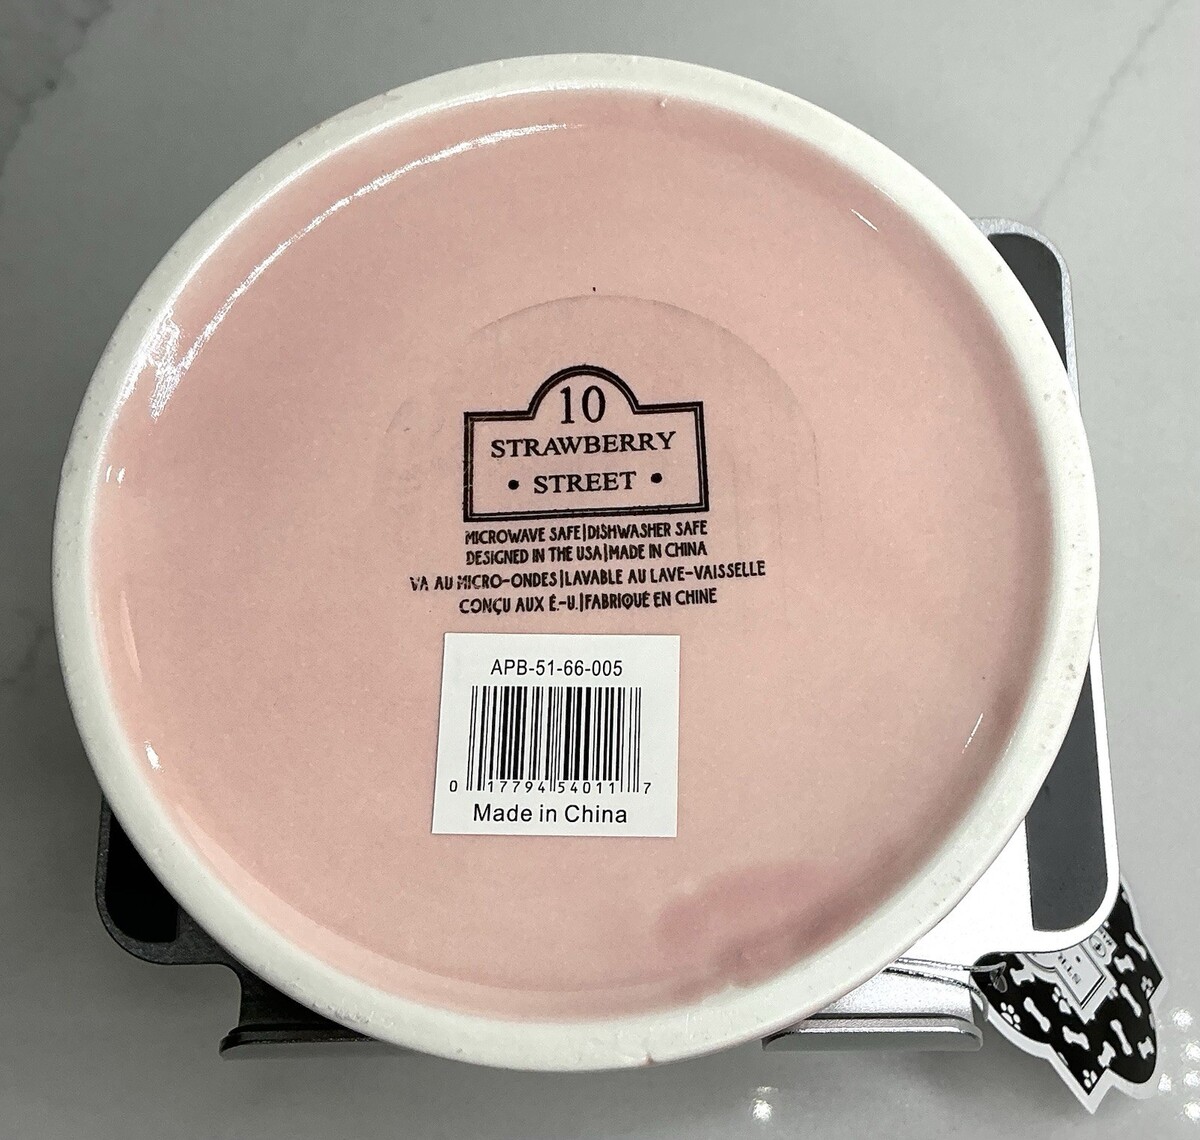 10
STRAWBERRY
• STREET •
MICROWAVE SAFE|DISHWASHER SAFE
DESIGNED IN THE USA|MADE IN CHINA
VA AU MICRO-ONDES|LAVABLE AU LAVE-VAISSELLE
CONÇU AUX É.-U.|FABRIQUÉ EN CHINE
APB-51-66-005
0 17794 54011 7
Made in China